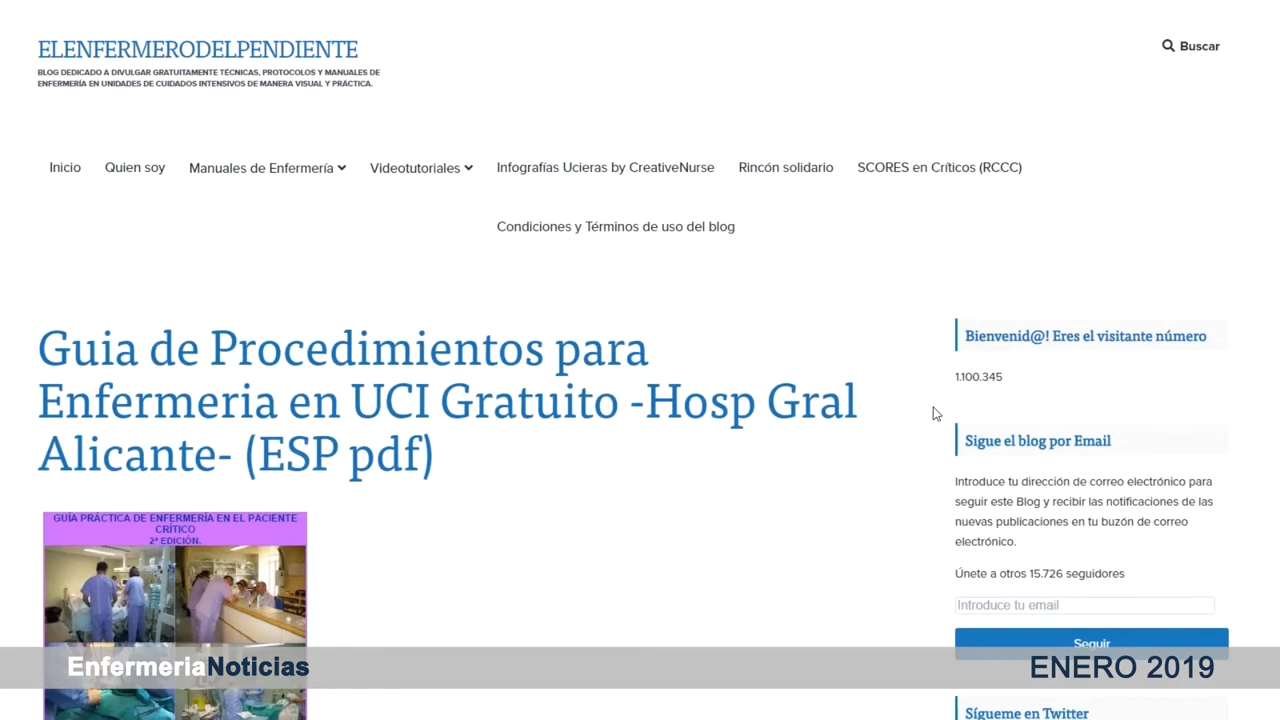 ELENFERMERODELPENDIENTE
BLOG DEDICADO A DIVULGAR GRATUITAMENTE TÉCNICAS, PROTOCOLOS Y MANUALES DE
ENFERMERÍA EN UNIDADES DE CUIDADOS INTENSIVOS DE MANERA VISUAL Y PRÁCTICA.
Buscar
Inicio Quien soy Manuales de Enfermería Videotutoriales Infografías Ucieras by CreativeNurse Rincón solidario SCORES en Críticos (RCCC)
Condiciones y Términos de uso del blog
Guia de Procedimientos para
Enfermeria en UCI Gratuito -Hosp Gral
Alicante- (ESP pdf)
GUÍA PRÁCTICA DE ENFERMERÍA EN EL PACIENTE
CRÍTICO
2ª EDICIÓN.
Bienvenid@! Eres el visitante número
1.100.345
Sigue el blog por Email
Introduce tu dirección de correo electrónico para
seguir este Blog y recibir las notificaciones de las
nuevas publicaciones en tu buzón de correo
electrónico.
Únete a otros 15.726 seguidores
Introduce tu email
Seguir
Sígueme en Twitter
EnfermeriaNoticias
ENERO 2019